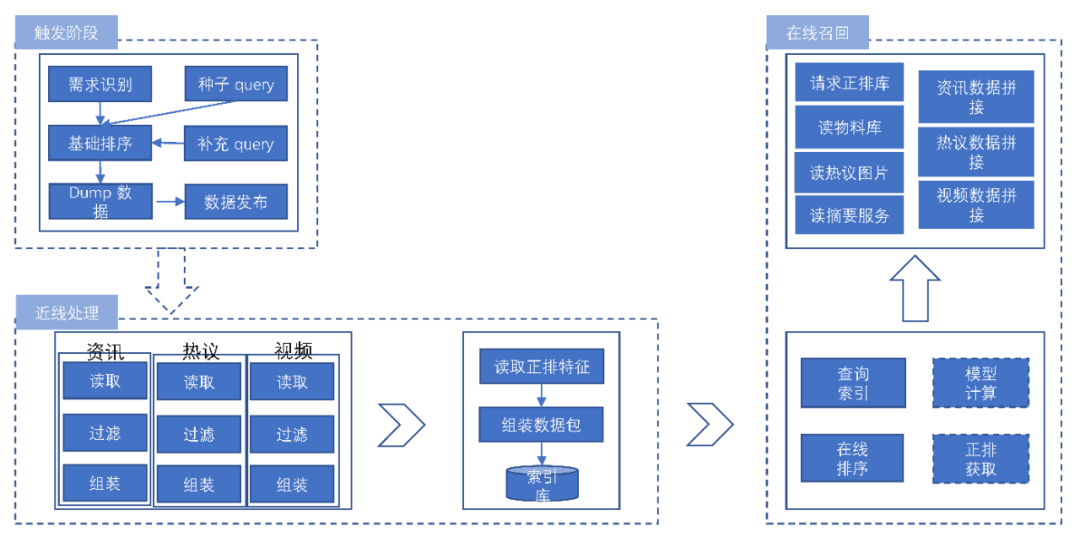 触发阶段
需求识别
种子 query
基础排序
补充 query
Dump 数
据
数据发布
近线处理
资讯
热议
视频
读取
读取
读取
过滤
过滤
过滤
组装
组装
组装
读取正排特征
组装数据包
索引
库
在线召回
请求正排库
读物料库
读热议图片
读摘要服务
资讯数据拼
接
热议数据拼
接
视频数据拼
接
查询
索引
模型
计算
在线
排序
正排
获取